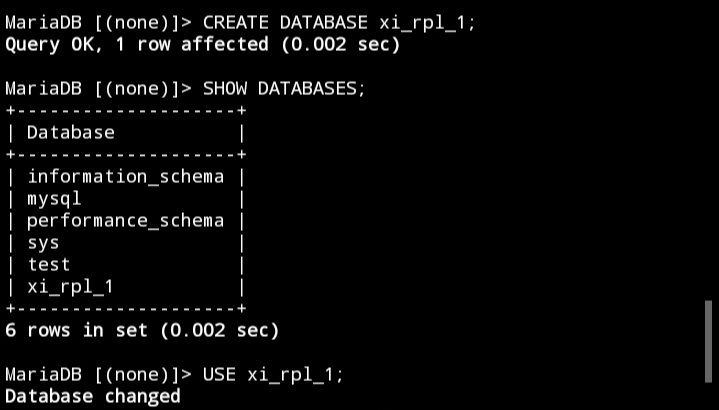 MariaDB [(none)]> CREATE DATABASE xi_rpl_1;
Query OK, 1 row affected (0.002 sec)

MariaDB [(none)]> SHOW DATABASES;
+--------------------+
| Database           |
+--------------------+
| information_schema |
| mysql              |
| performance_schema |
| sys                |
| test               |
| xi_rpl_1           |
+--------------------+
6 rows in set (0.002 sec)

MariaDB [(none)]> USE xi_rpl_1;
Database changed